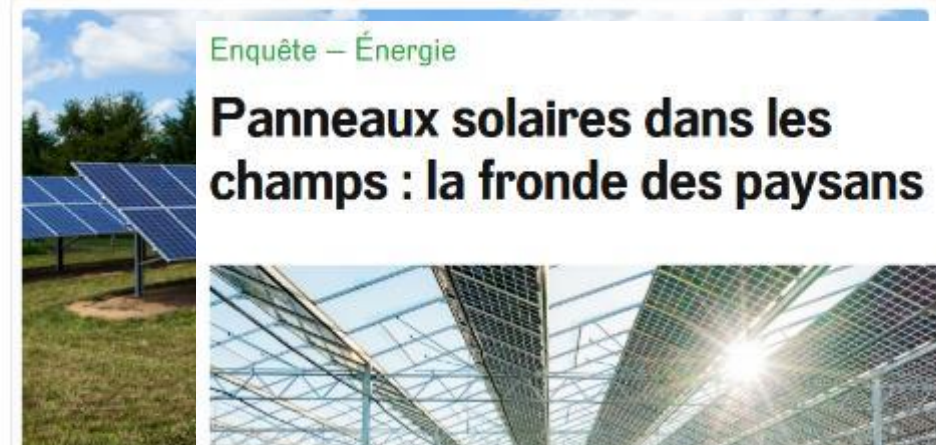 Enquête – Énergie
Panneaux solaires dans les
champs : la fronde des paysans